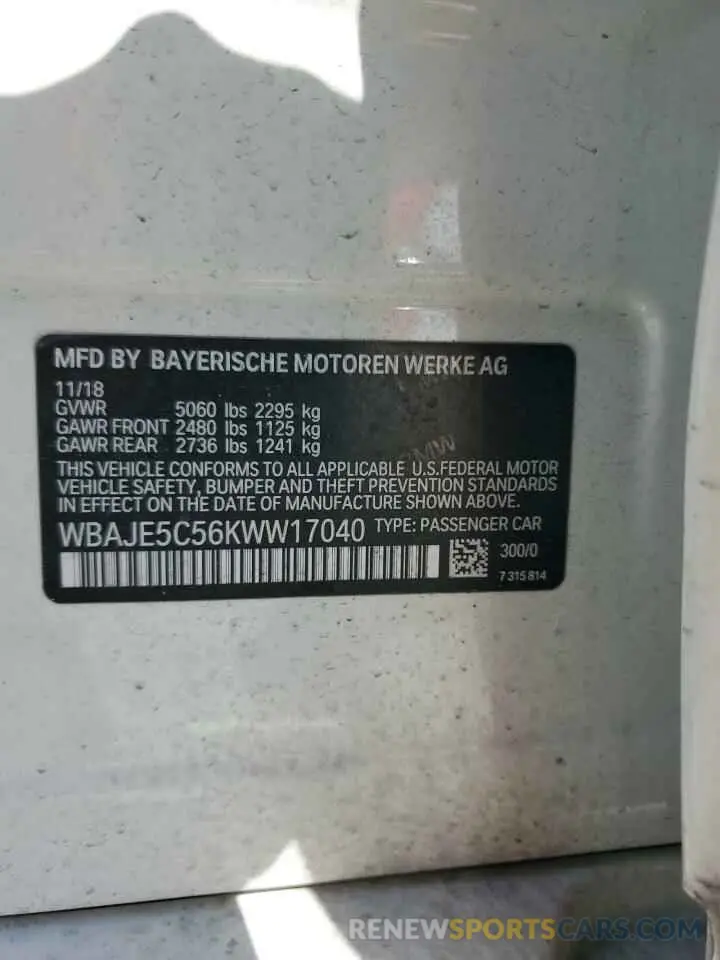 MFD BY BAYERISCHE MOTOREN WERKE AG
11/18
GVWR 5060 lbs 2295 kg
GAWR FRONT 2480 lbs 1125 kg
GAWR REAR 2736 lbs 1241 kg
THIS VEHICLE CONFORMS TO ALL APPLICABLE U.S.FEDERAL MOTOR
VEHICLE SAFETY, BUMPER AND THEFT PREVENTION STANDARDS
IN EFFECT ON THE DATE OF MANUFACTURE SHOWN ABOVE.
WBAJE5C56KWW17040 TYPE: PASSENGER CAR
300/0
7 315 814
RENEWSPORTSCARS.COM